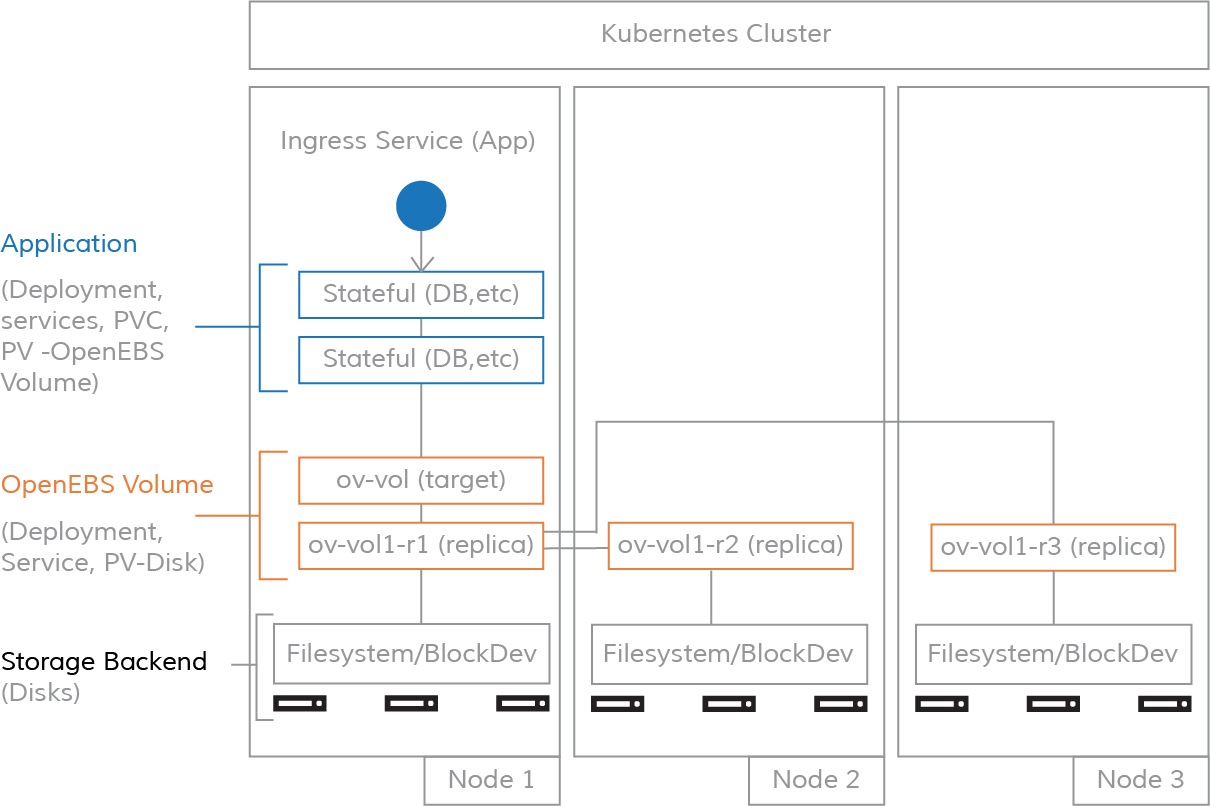 Kubernetes Cluster
Ingress Service (App)
Application
(Deployment,
services, PVC,
PV -OpenEBS
Volume)
Stateful (DB,etc)
Stateful (DB,etc)
OpenEBS Volume
(Deployment,
Service, PV-Disk)
ov-vol (target)
ov-vol1-r1 (replica)
ov-vol1-r2 (replica)
ov-vol1-r3 (replica)
Storage Backend
(Disks)
Filesystem/BlockDev
Filesystem/BlockDev
Filesystem/BlockDev
Node 1
Node 2
Node 3